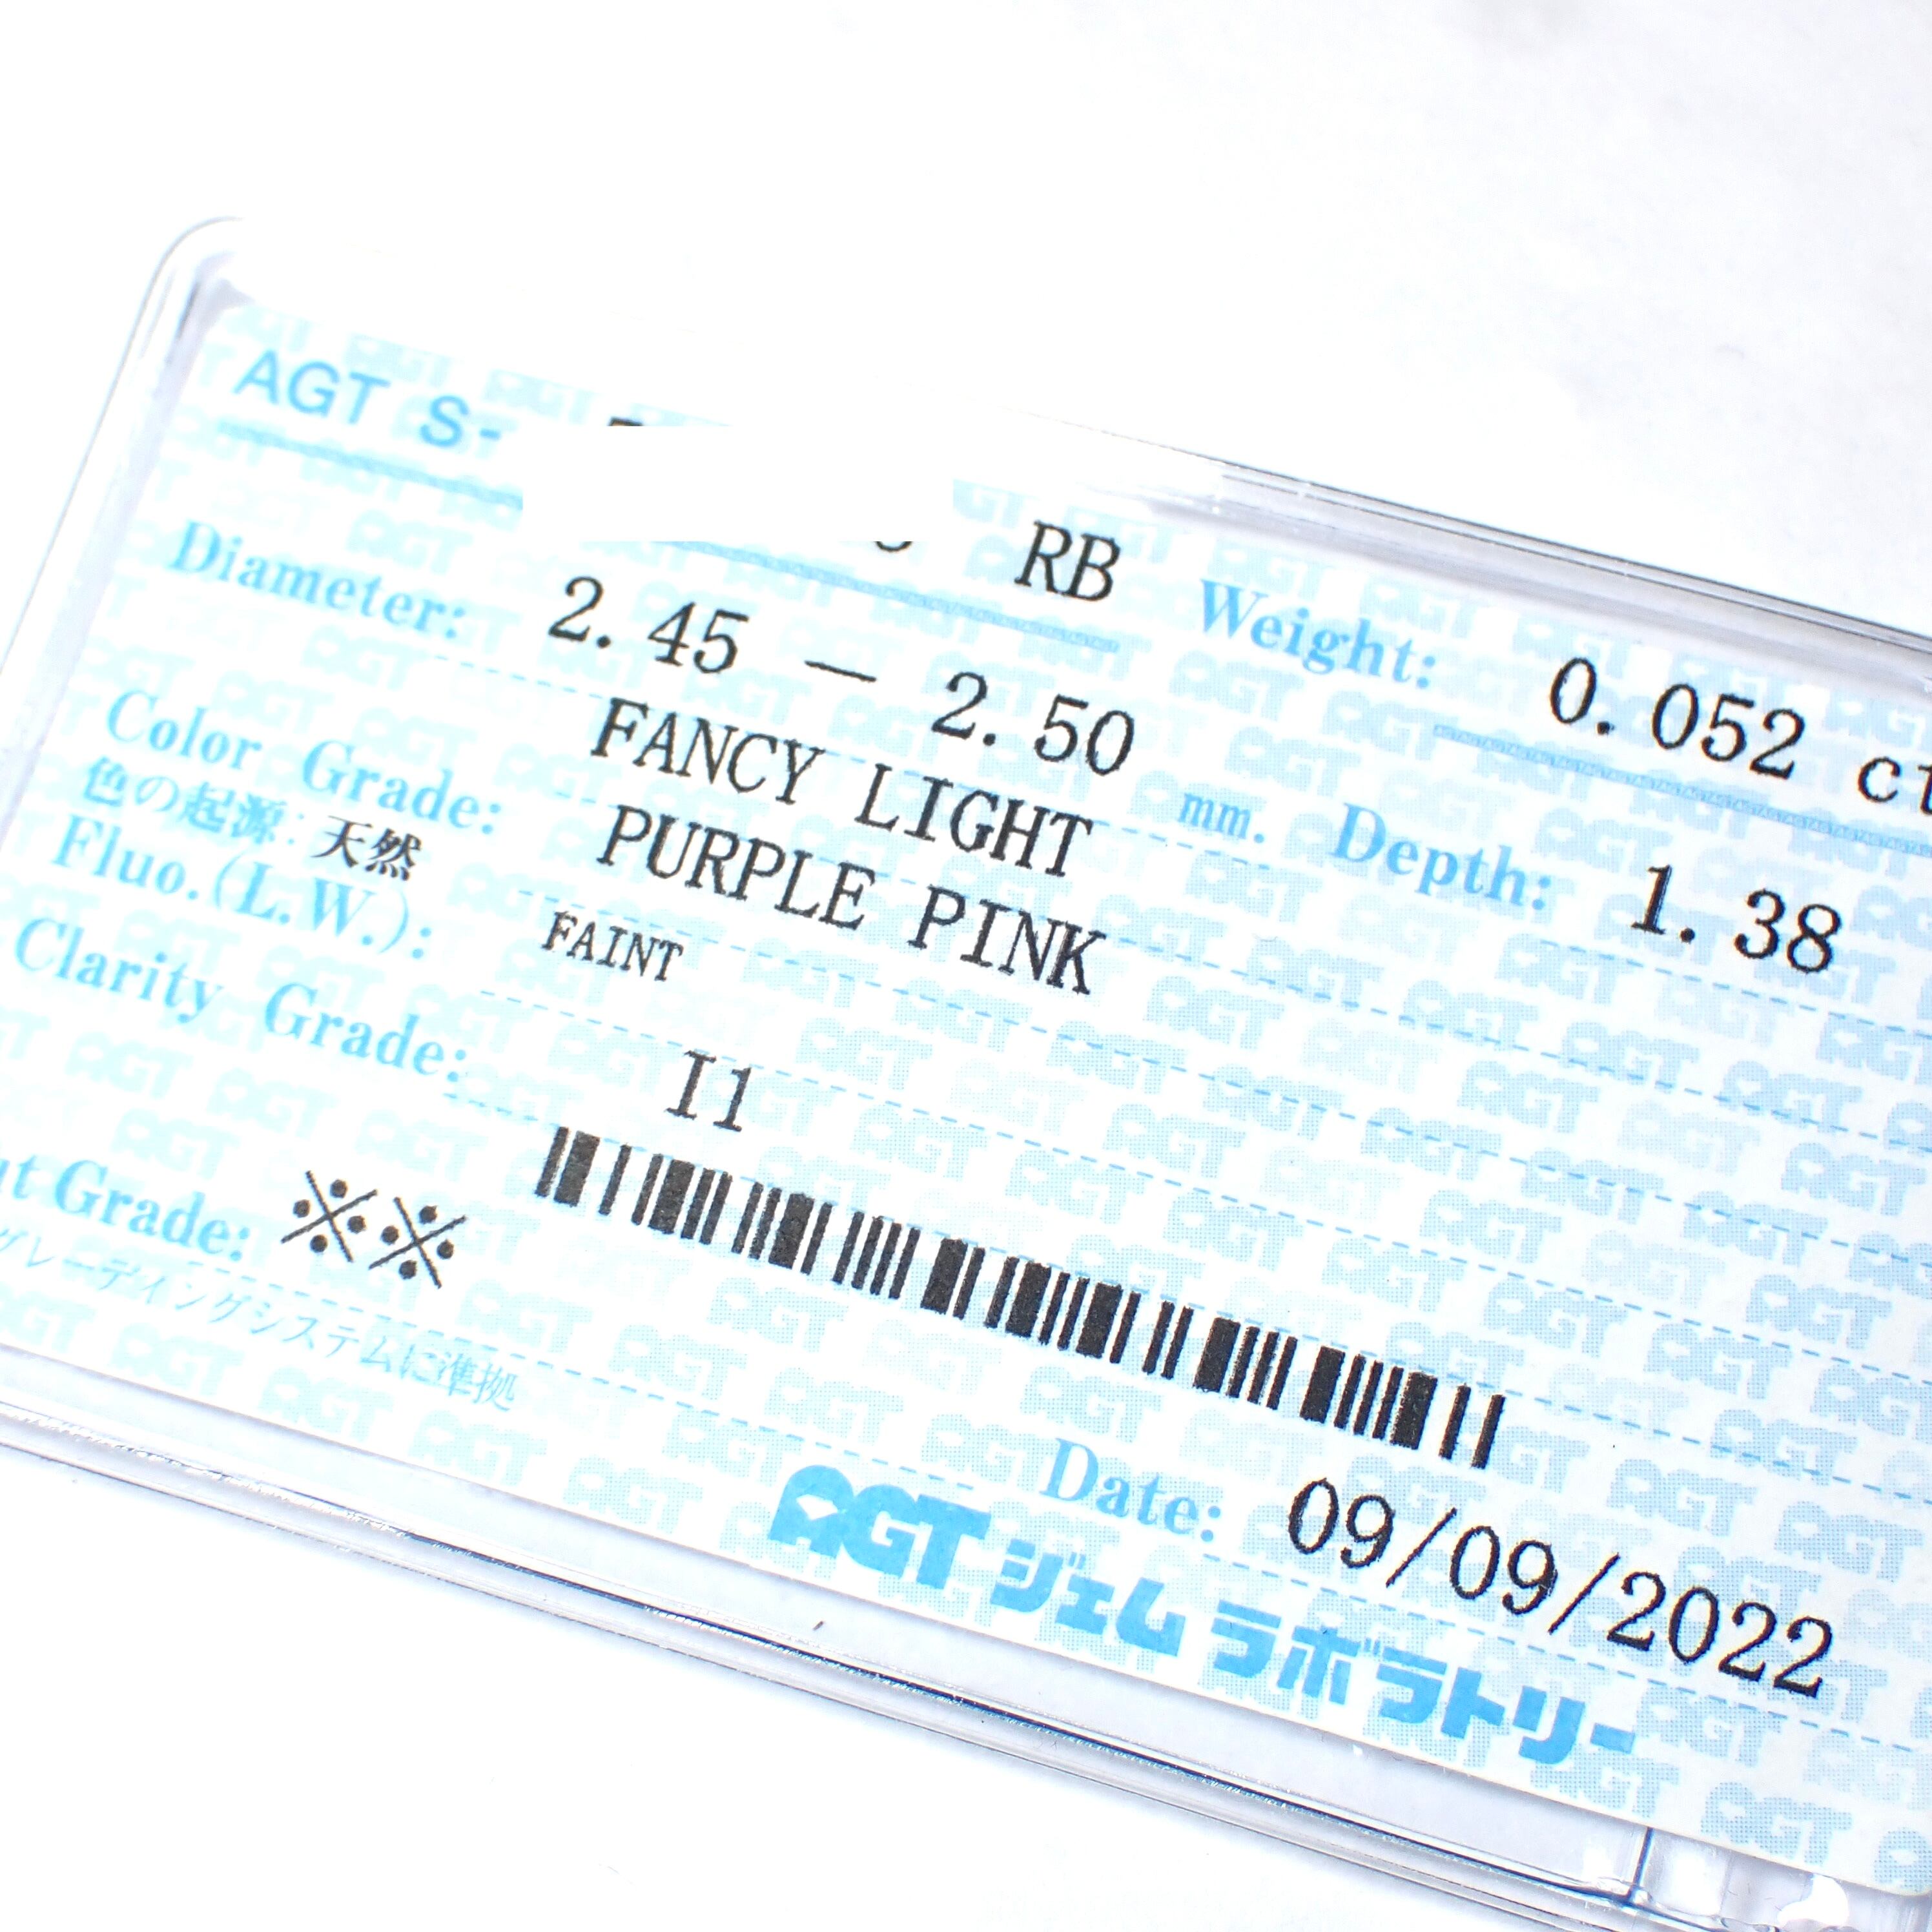 AGT S- RB Weight: 0.052 ct
Diameter: 2.45 － 2.50 mm. Depth: 1.38
Color Grade: FANCY LIGHT
色の起源: 天然 PURPLE PINK
Fluo.(L.W.): FAINT
Clarity Grade: I1
ut Grade: ※※
グレーディングシステムに準拠
Date: 09/09/2022
AGT ジェム ラボラトリー